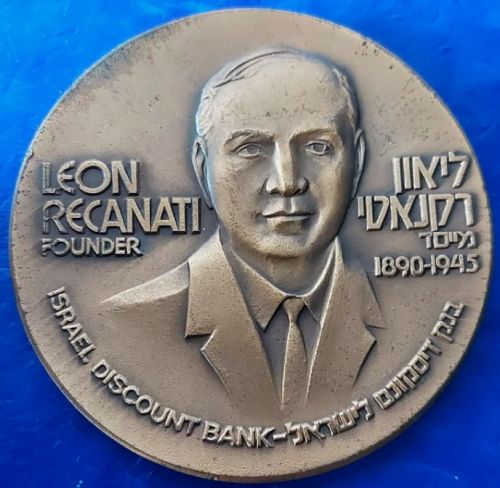 LEON
RECANATI
FOUNDER
ליאון
רקנאטי
מייסד
1890-1945
ISRAEL DISCOUNT BANK-בנק דיסקונט לישראל